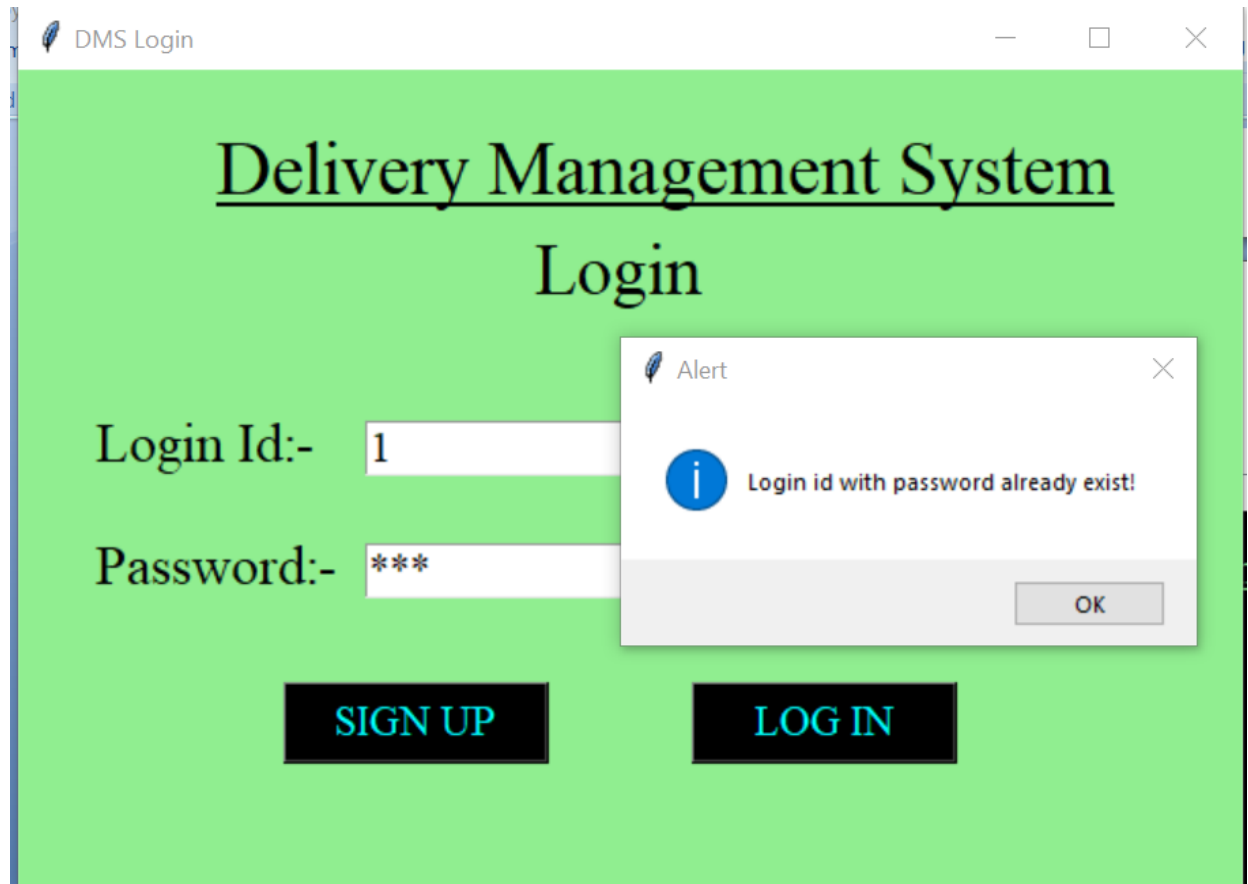 DMS Login
Delivery Management System
Login
Alert
Login id with password already exist!
OK
Login Id:- 1
Password:- ***
SIGN UP LOG IN